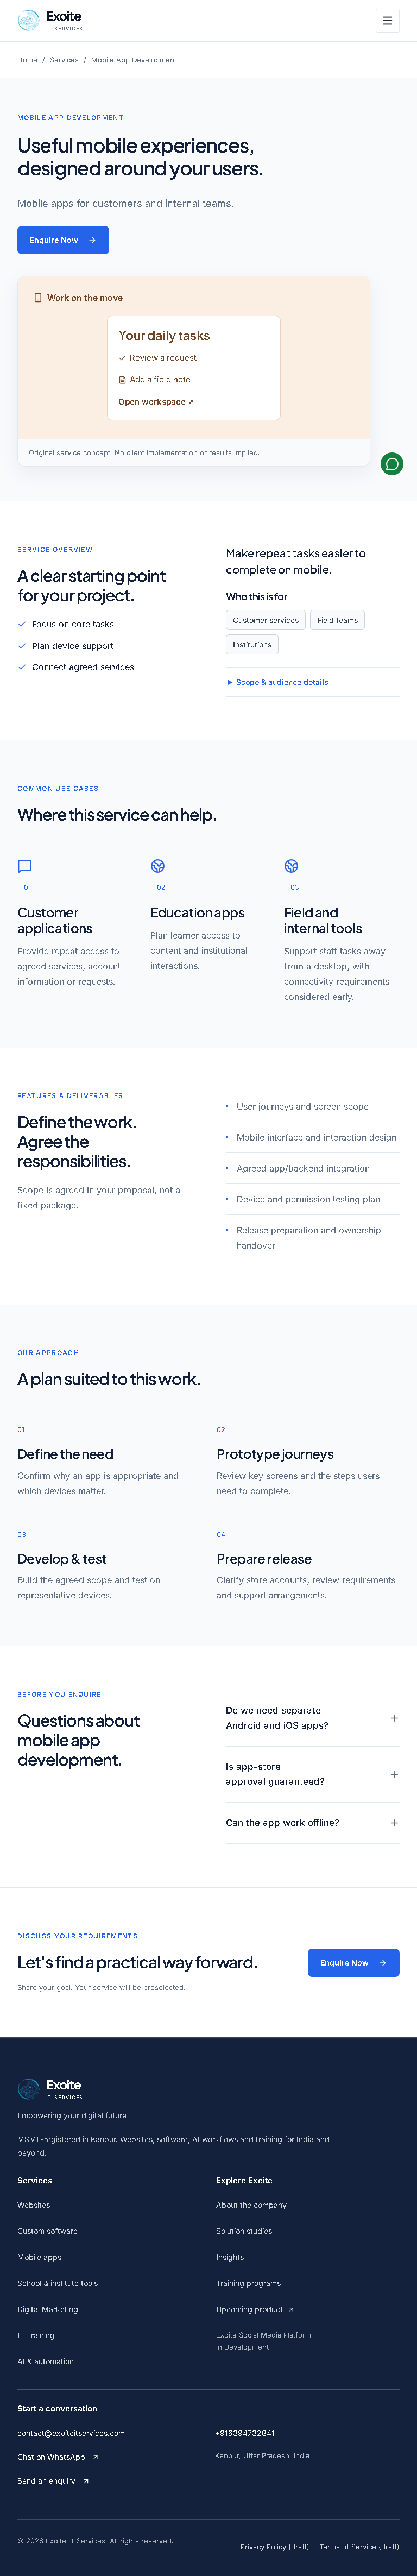 Exoite
IT SERVICES
Home / Services / Mobile App Development
MOBILE APP DEVELOPMENT
Useful mobile experiences,
designed around your users.
Mobile apps for customers and internal teams.
Enquire Now →
Work on the move
Your daily tasks
Review a request
Add a field note
Open workspace ↗
Original service concept. No client implementation or results implied.
SERVICE OVERVIEW
A clear starting point
for your project.
Focus on core tasks
Plan device support
Connect agreed services
Make repeat tasks easier to
complete on mobile.
Who this is for
Customer services
Field teams
Institutions
▶ Scope & audience details
COMMON USE CASES
Where this service can help.
01
Customer
applications
Provide repeat access to
agreed services, account
information or requests.
02
Education apps
Plan learner access to
content and institutional
interactions.
03
Field and
internal tools
Support staff tasks away
from a desktop, with
connectivity requirements
considered early.
FEATURES & DELIVERABLES
Define the work.
Agree the
responsibilities.
Scope is agreed in your proposal, not a
fixed package.
User journeys and screen scope
Mobile interface and interaction design
Agreed app/backend integration
Device and permission testing plan
Release preparation and ownership
handover
OUR APPROACH
A plan suited to this work.
01
Define the need
Confirm why an app is appropriate and
which devices matter.
02
Prototype journeys
Review key screens and the steps users
need to complete.
03
Develop & test
Build the agreed scope and test on
representative devices.
04
Prepare release
Clarify store accounts, review requirements
and support arrangements.
BEFORE YOU ENQUIRE
Questions about
mobile app
development.
Do we need separate
Android and iOS apps?
Is app-store
approval guaranteed?
Can the app work offline?
DISCUSS YOUR REQUIREMENTS
Let's find a practical way forward.
Share your goal. Your service will be preselected.
Enquire Now →
Exoite
IT SERVICES
Empowering your digital future
MSME-registered in Kanpur. Websites, software, AI workflows and training for India and
beyond.
Services
Websites
Custom software
Mobile apps
School & institute tools
Digital Marketing
IT Training
AI & automation
Explore Exoite
About the company
Solution studies
Insights
Training programs
Upcoming product ↗
Exoite Social Media Platform
In Development
Start a conversation
contact@exoiteitservices.com
Chat on WhatsApp ↗
Send an enquiry ↗
+916394732841
Kanpur, Uttar Pradesh, India
© 2026 Exoite IT Services. All rights reserved.
Privacy Policy (draft)
Terms of Service (draft)